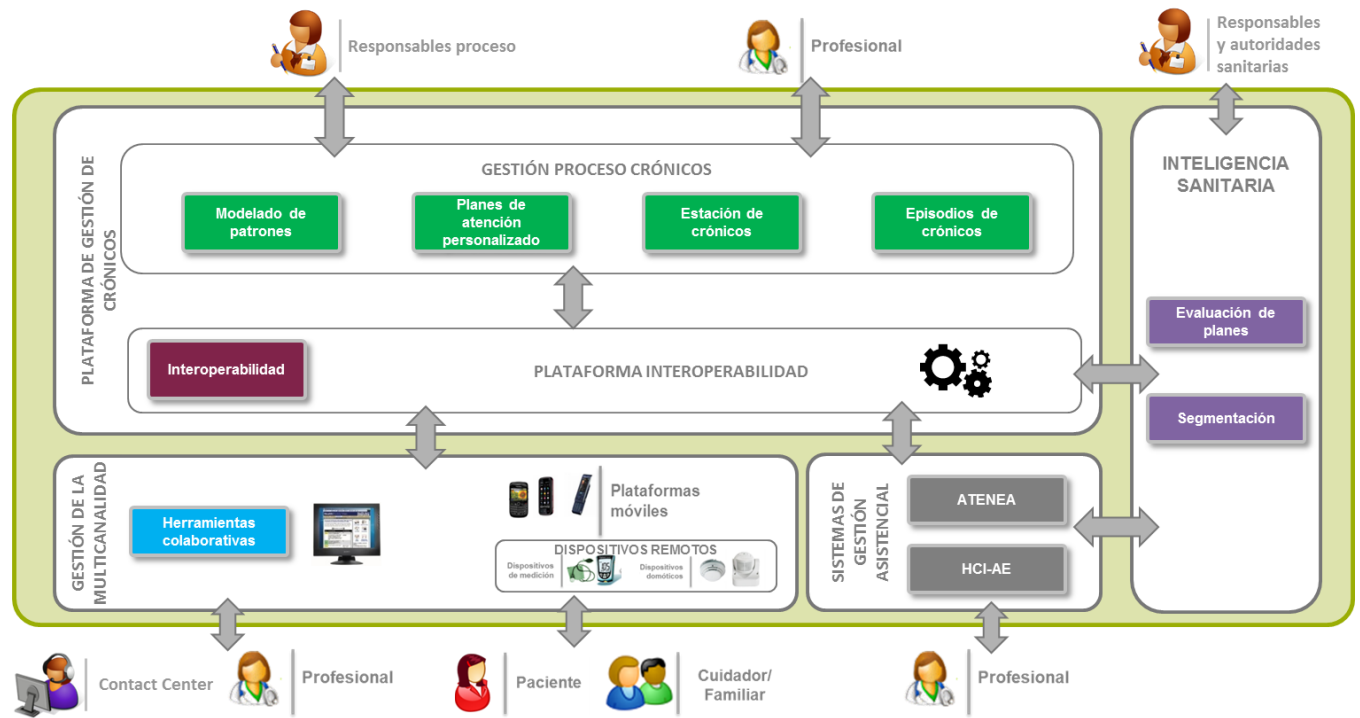 Responsables proceso
Profesional
Responsables
y autoridades
sanitarias
PLATAFORMA DE GESTIÓN DE
CRÓNICOS
GESTIÓN PROCESO CRÓNICOS
Modelado de
patrones
Planes de
atención
personalizado
Estación de
crónicos
Episodios de
crónicos
Interoperabilidad
PLATAFORMA INTEROPERABILIDAD
INTELIGENCIA
SANITARIA
Evaluación de
planes
Segmentación
GESTIÓN DE LA
MULTICANALIDAD
Herramientas
colaborativas
Plataformas
móviles
DISPOSITIVOS REMOTOS
Dispositivos
de medición
Dispositivos
domóticos
SISTEMAS DE
GESTIÓN
ASISTENCIAL
ATENEA
HCI-AE
Contact Center
Profesional
Paciente
Cuidador/
Familiar
Profesional